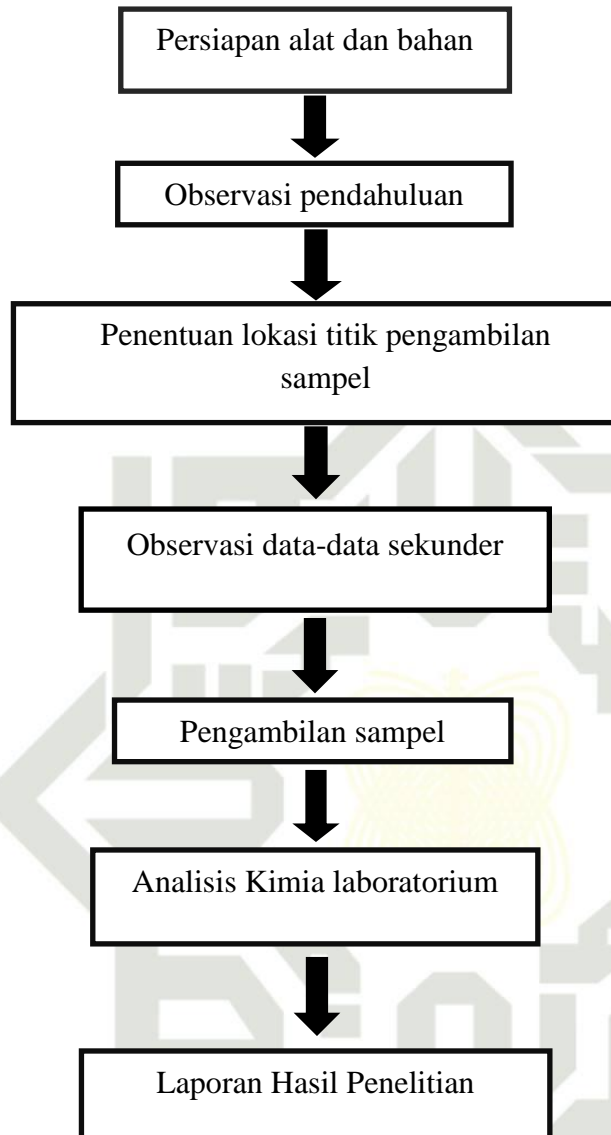 Persiapan alat dan bahan
Observasi pendahuluan
Penentuan lokasi titik pengambilan
sampel
Observasi data-data sekunder
Pengambilan sampel
Analisis Kimia laboratorium
Laporan Hasil Penelitian